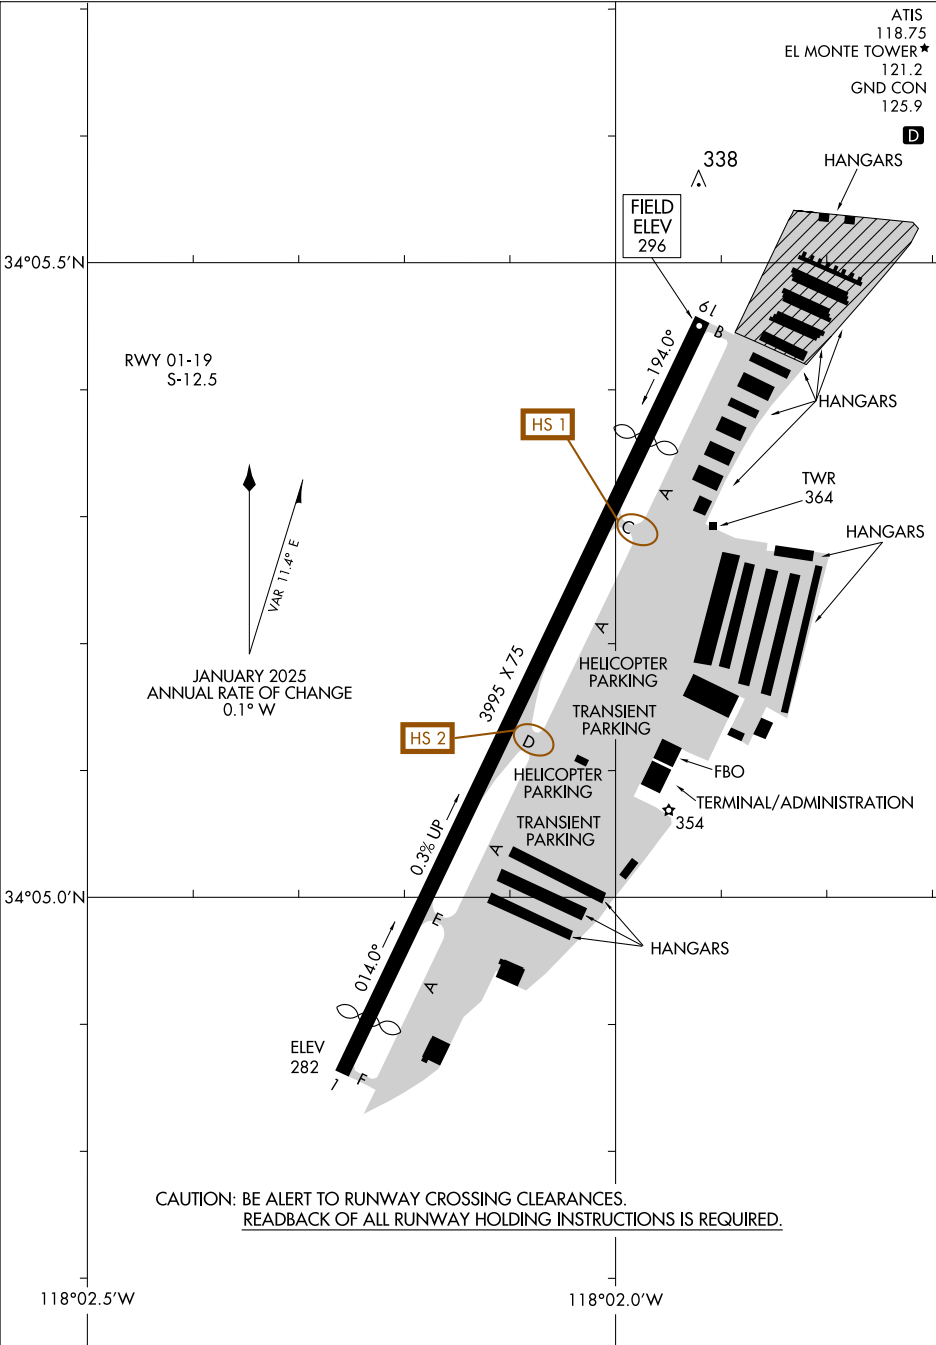 ATIS
118.75
EL MONTE TOWER★
121.2
GND CON
125.9
D
HANGARS
338
FIELD
ELEV
296
34°05.5'N
19
B
RWY 01-19
S-12.5
194.0°
HANGARS
HS 1
A
TWR
364
C
HANGARS
VAR 11.4° E
A
JANUARY 2025
ANNUAL RATE OF CHANGE
0.1° W
HELICOPTER
PARKING
3995 X 75
TRANSIENT
PARKING
HS 2
D
FBO
HELICOPTER
PARKING
TERMINAL/ADMINISTRATION
354
TRANSIENT
PARKING
0.3% UP
A
34°05.0'N
E
HANGARS
014.0°
A
ELEV
282
1
F
CAUTION: BE ALERT TO RUNWAY CROSSING CLEARANCES.
READBACK OF ALL RUNWAY HOLDING INSTRUCTIONS IS REQUIRED.
118°02.5'W
118°02.0'W